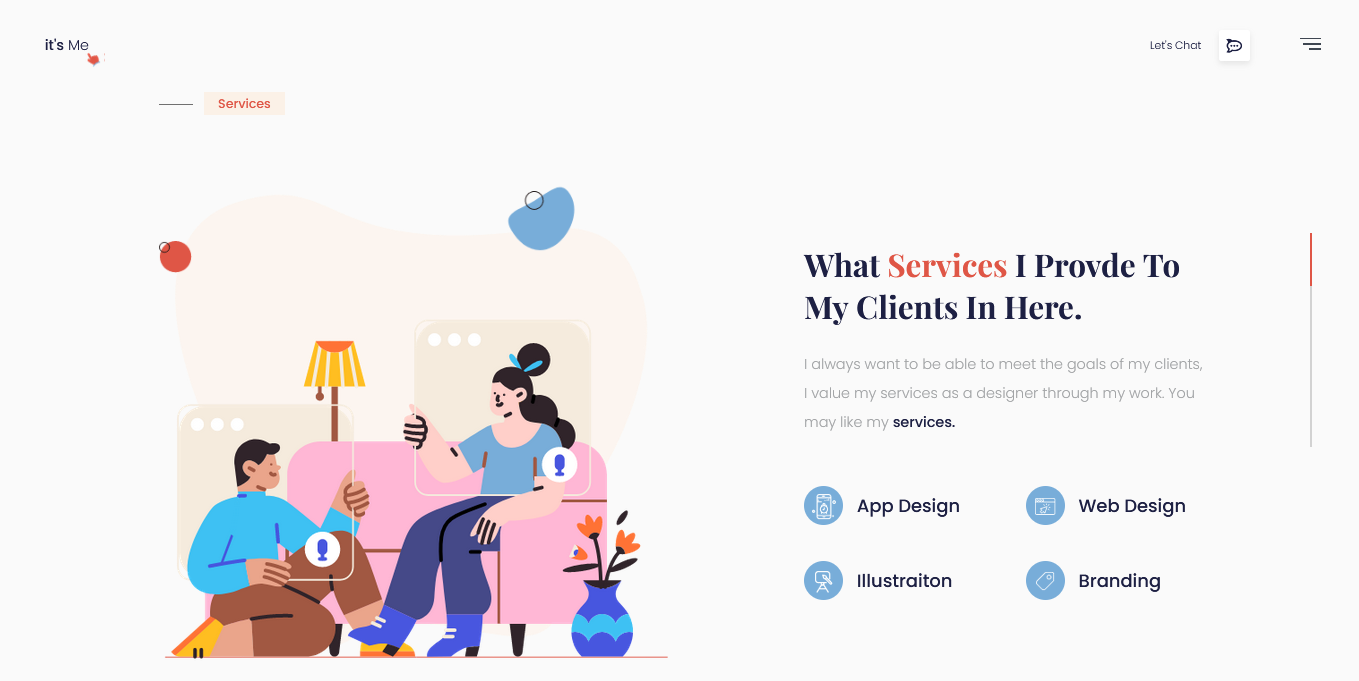 it's Me
Let's Chat
Services
What Services I Provde To
My Clients In Here.
I always want to be able to meet the goals of my clients,
I value my services as a designer through my work. You
may like my services.
App Design
Web Design
Illustraiton
Branding